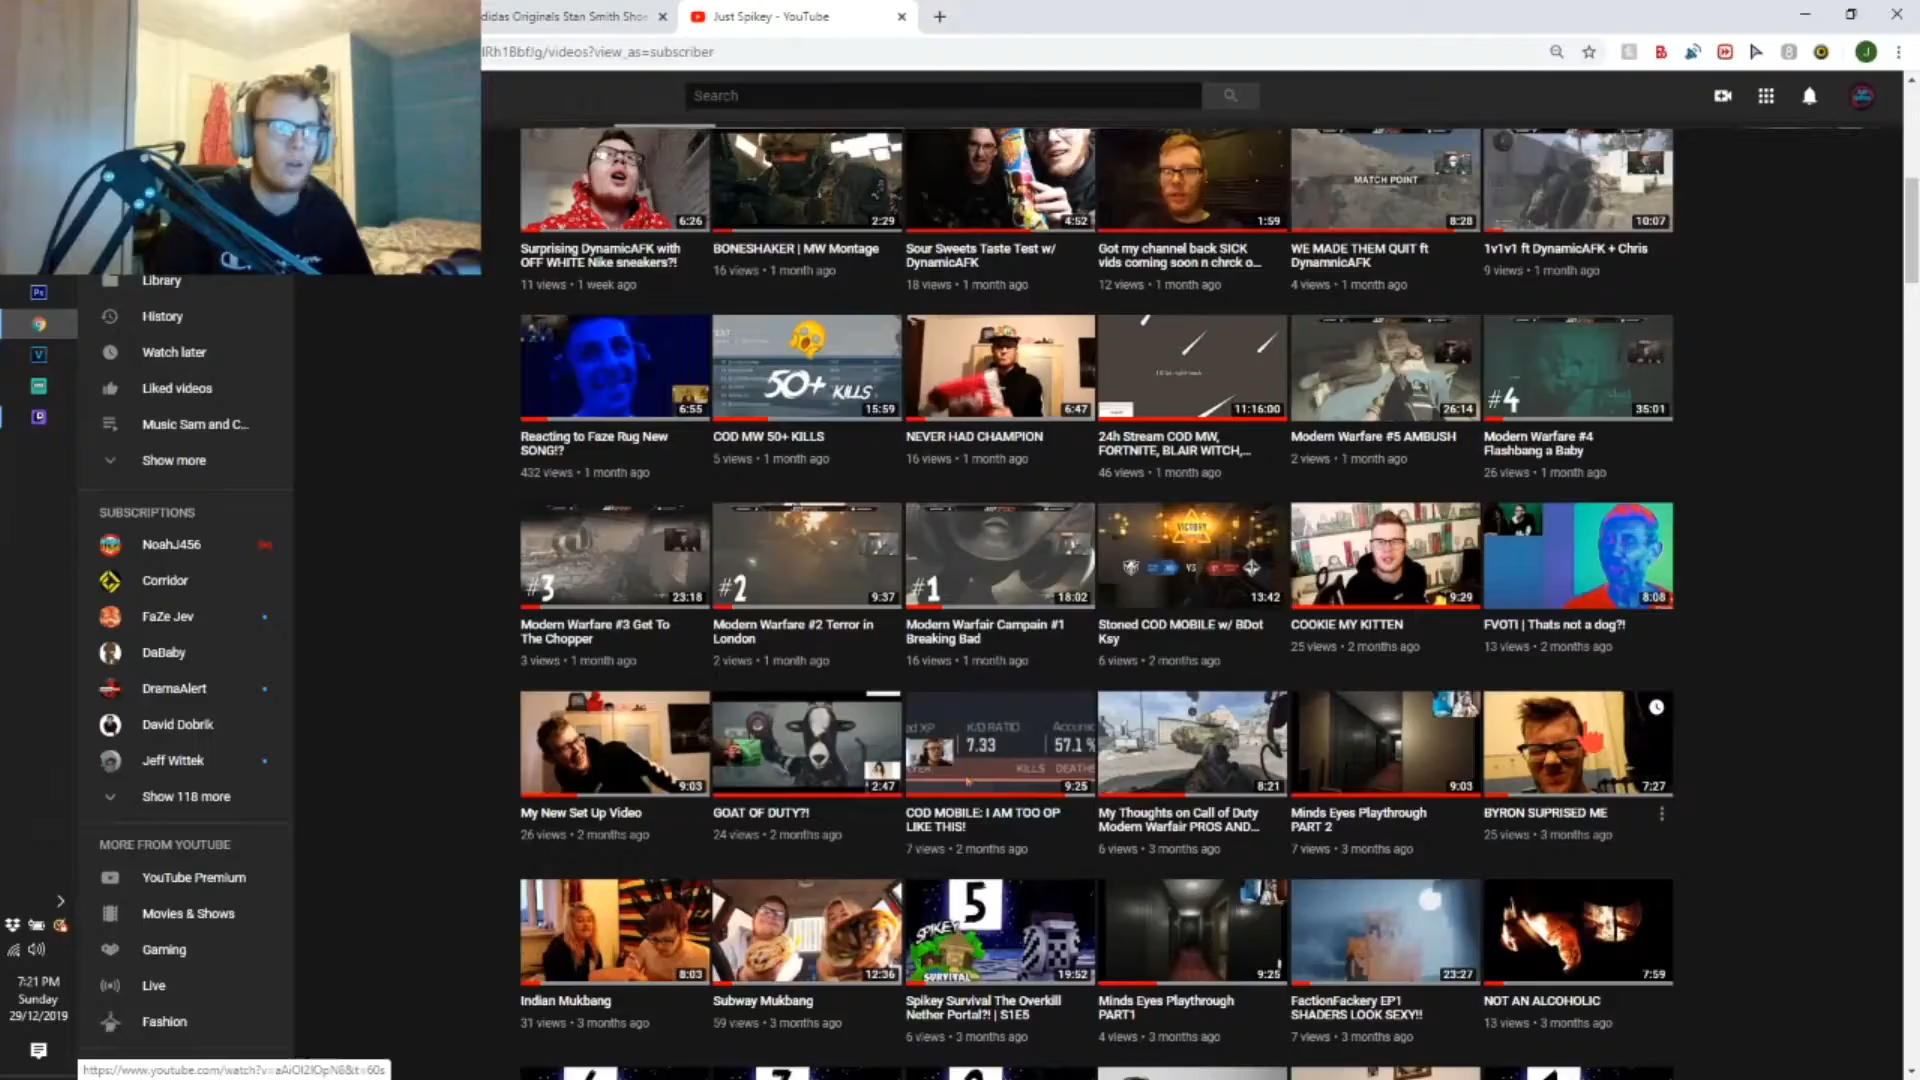 didas Originals Stan Smith Shoe
Just Spikey - YouTube
IRh1BbfJg/videos?view_as=subscriber
Search
6:26
2:29
4:52
1:59
MATCH POINT
8:28
10:07
Surprising DynamicAFK with
OFF WHITE Nike sneakers?!
11 views • 1 week ago
BONESHAKER | MW Montage
16 views • 1 month ago
Sour Sweets Taste Test w/
DynamicAFK
18 views • 1 month ago
Got my channel back SICK
vids coming soon n chrck o...
12 views • 1 month ago
WE MADE THEM QUIT ft
DynamnicAFK
4 views • 1 month ago
1v1v1 ft DynamicAFK + Chris
9 views • 1 month ago
Library
History
Watch later
Liked videos
Music Sam and C...
Show more
6:55
50+ KILLS
15:59
6:47
11:16:00
26:14
#4
35:01
Reacting to Faze Rug New
SONG!?
432 views • 1 month ago
COD MW 50+ KILLS
5 views • 1 month ago
NEVER HAD CHAMPION
16 views • 1 month ago
24h Stream COD MW,
FORTNITE, BLAIR WITCH,...
46 views • 1 month ago
Modern Warfare #5 AMBUSH
2 views • 1 month ago
Modern Warfare #4
Flashbang a Baby
26 views • 1 month ago
SUBSCRIPTIONS
NoahJ456
Corridor
FaZe Jev
DaBaby
DramaAlert
David Dobrik
Jeff Wittek
Show 118 more
#3
23:18
#2
9:37
#1
18:02
VICTORY
VS
13:42
9:29
8:08
Modern Warfare #3 Get To
The Chopper
3 views • 1 month ago
Modern Warfare #2 Terror in
London
2 views • 1 month ago
Modern Warfair Campain #1
Breaking Bad
16 views • 1 month ago
Stoned COD MOBILE w/ BDot
Ksy
6 views • 2 months ago
COOKIE MY KITTEN
25 views • 2 months ago
FVOTI | Thats not a dog?!
13 views • 2 months ago
9:03
2:47
ed XP
K/D RATIO
7.33
57.1 %
KILLS
DEATHS
9:25
8:21
9:03
7:27
My New Set Up Video
26 views • 2 months ago
GOAT OF DUTY?!
24 views • 2 months ago
COD MOBILE: I AM TOO OP
LIKE THIS!
7 views • 2 months ago
My Thoughts on Call of Duty
Modern Warfair PROS AND...
6 views • 3 months ago
Minds Eyes Playthrough
PART 2
7 views • 3 months ago
BYRON SUPRISED ME
25 views • 3 months ago
MORE FROM YOUTUBE
YouTube Premium
Movies & Shows
Gaming
Live
Fashion
8:03
12:36
5
SPIKEY
SURVIVAL
19:52
9:25
23:27
7:59
Indian Mukbang
31 views • 3 months ago
Subway Mukbang
59 views • 3 months ago
Spikey Survival The Overkill
Nether Portal?! | S1E5
6 views • 3 months ago
Minds Eyes Playthrough
PART1
4 views • 3 months ago
FactionFackery EP1
SHADERS LOOK SEXY!!
7 views • 3 months ago
NOT AN ALCOHOLIC
13 views • 3 months ago
7:21 PM
Sunday
29/12/2019
https://www.youtube.com/watch?v=aAiOl2lOpN8&t=60s